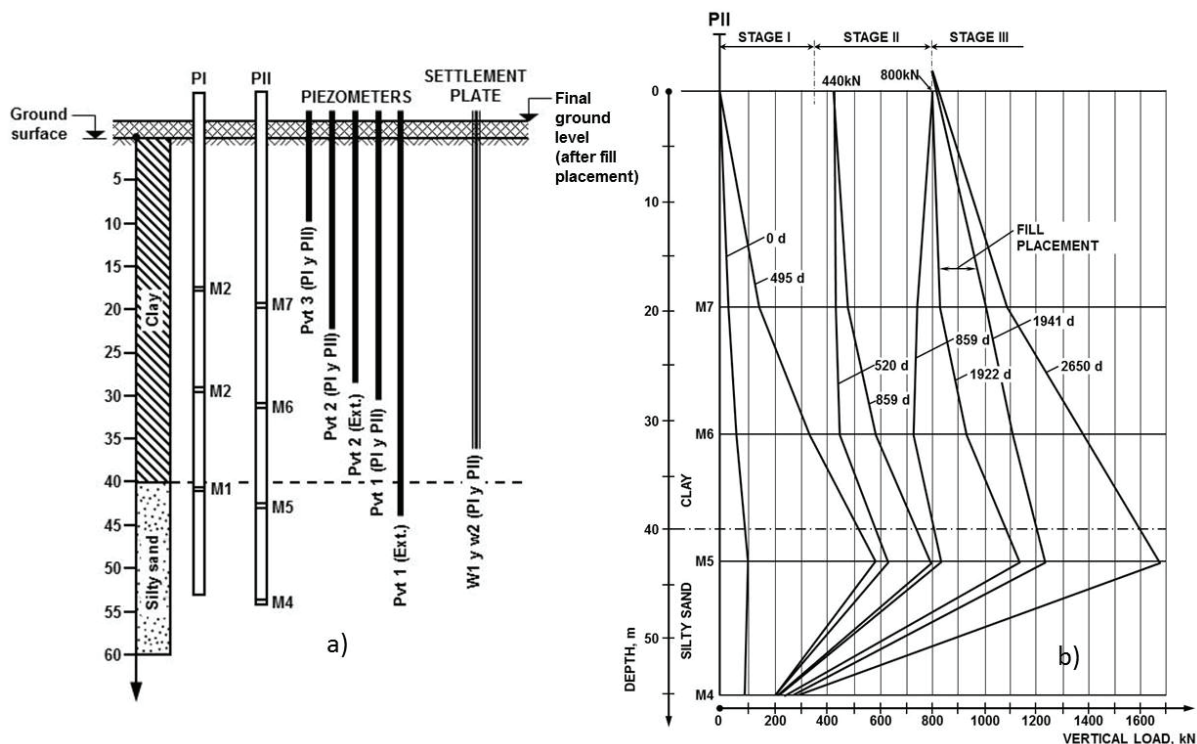 PI
PII
PIEZOMETERS
SETTLEMENT
PLATE
Ground
surface
Final
ground
level
(after fill
placement)
5
10
15
20
25
30
35
40
45
50
55
60
Clay
Silty sand
M2
M2
M1
M7
M6
M5
M4
Pvt 3 (PI y PII)
Pvt 2 (PI y PII)
Pvt 2 (Ext.)
Pvt 1 (PI y PII)
Pvt 1 (Ext.)
W1 y w2 (PI y PII)
a)
PII
STAGE I
STAGE II
STAGE III
440kN
800kN
0
10
20
30
40
50
M7
M6
M5
M4
CLAY
SILTY SAND
DEPTH, m
0 d
495 d
FILL
PLACEMENT
520 d
859 d
859 d
1922 d
1941 d
2650 d
b)
0
200
400
600
800
1000
1200
1400
1600
VERTICAL LOAD, kN